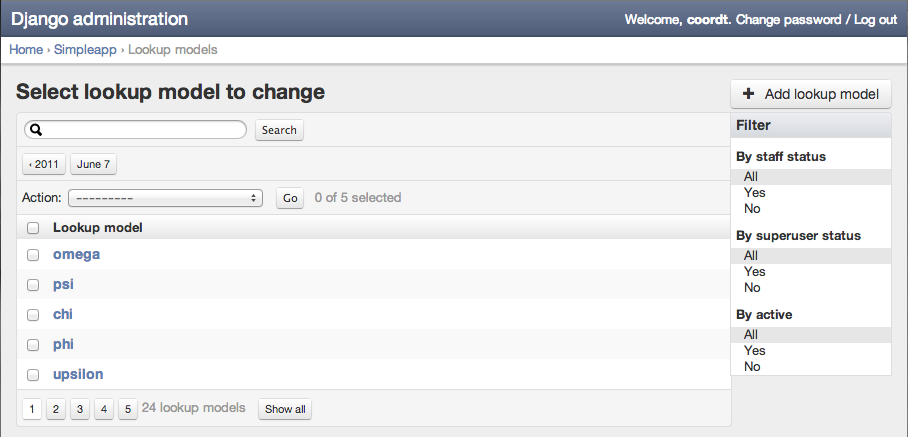 Django administration
Welcome, coordt. Change password / Log out
Home › Simpleapp › Lookup models
Select lookup model to change
+ Add lookup model
Search
‹ 2011 June 7
Action: --------- Go 0 of 5 selected
Lookup model
omega
psi
chi
phi
upsilon
1 2 3 4 5 24 lookup models Show all
Filter
By staff status
All
Yes
No
By superuser status
All
Yes
No
By active
All
Yes
No